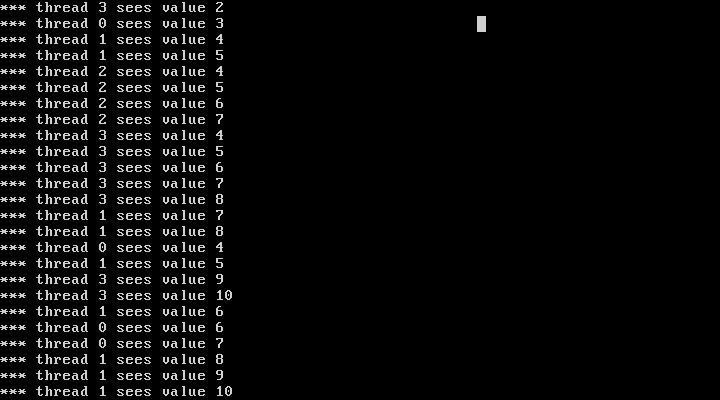 *** thread 3 sees value 2
*** thread 0 sees value 3
*** thread 1 sees value 4
*** thread 1 sees value 5
*** thread 2 sees value 4
*** thread 2 sees value 5
*** thread 2 sees value 6
*** thread 2 sees value 7
*** thread 3 sees value 4
*** thread 3 sees value 5
*** thread 3 sees value 6
*** thread 3 sees value 7
*** thread 3 sees value 8
*** thread 1 sees value 7
*** thread 1 sees value 8
*** thread 0 sees value 4
*** thread 1 sees value 5
*** thread 3 sees value 9
*** thread 3 sees value 10
*** thread 1 sees value 6
*** thread 0 sees value 6
*** thread 0 sees value 7
*** thread 1 sees value 8
*** thread 1 sees value 9
*** thread 1 sees value 10